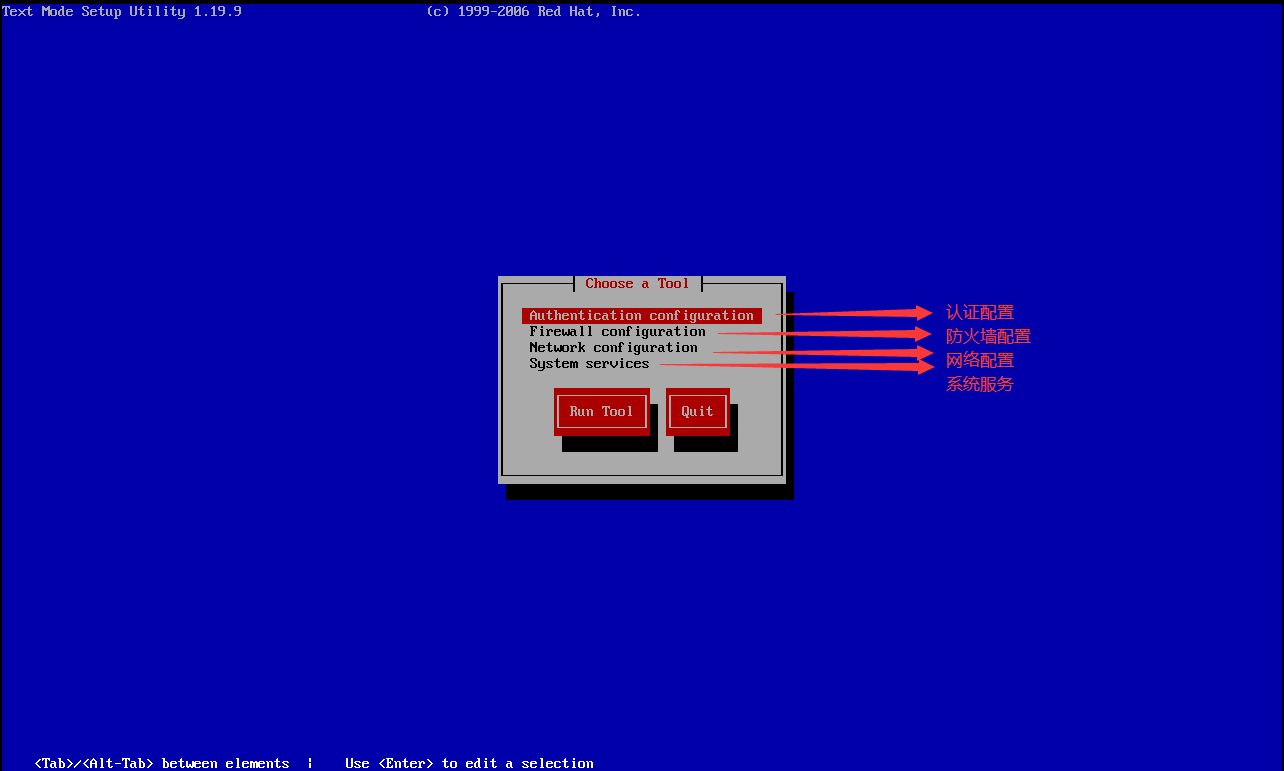 Text Mode Setup Utility 1.19.9 (c) 1999-2006 Red Hat, Inc.
Choose a Tool
Authentication configuration 认证配置
Firewall configuration 防火墙配置
Network configuration 网络配置
System services 系统服务
Run Tool Quit
<Tab>/<Alt-Tab> between elements | Use <Enter> to edit a selection